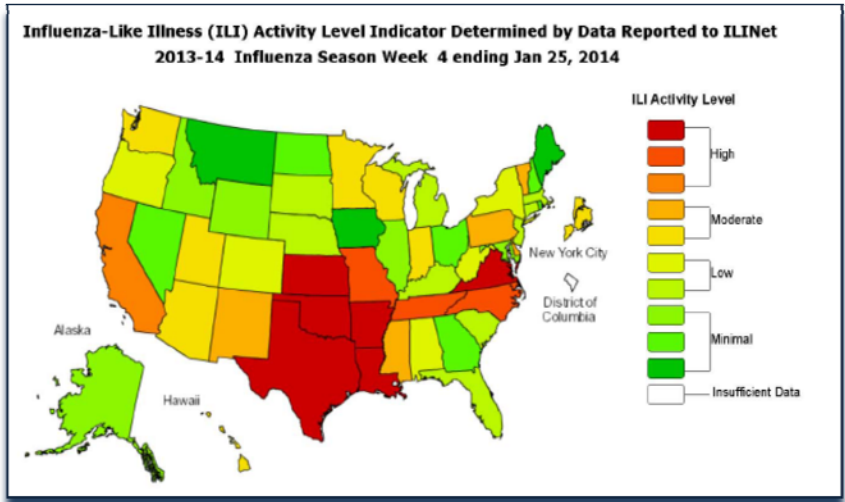 Influenza-Like Illness (ILI) Activity Level Indicator Determined by Data Reported to ILINet
2013-14 Influenza Season Week 4 ending Jan 25, 2014
ILI Activity Level
High
Moderate
Low
Minimal
Insufficient Data
New York City
District of
Columbia
Alaska
Hawaii